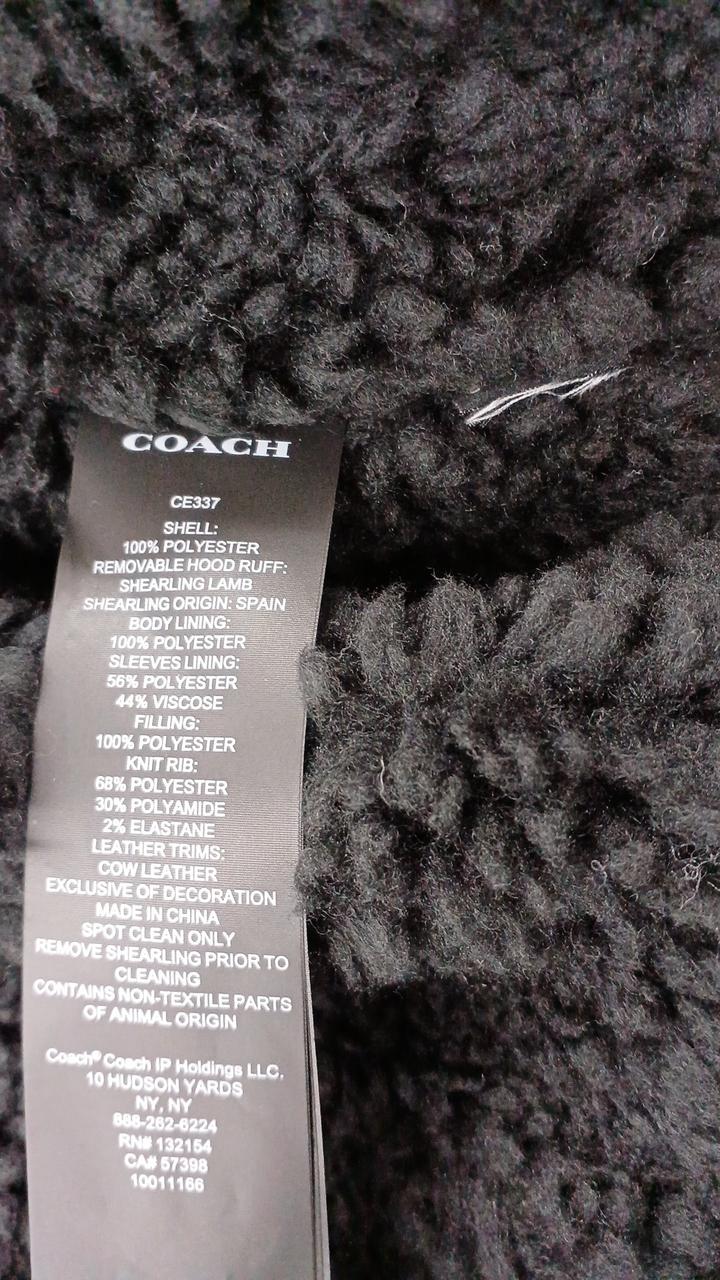 COACH
CE337
SHELL:
100% POLYESTER
REMOVABLE HOOD RUFF:
SHEARLING LAMB
SHEARLING ORIGIN: SPAIN
BODY LINING:
100% POLYESTER
SLEEVES LINING:
56% POLYESTER
44% VISCOSE
FILLING:
100% POLYESTER
KNIT RIB:
68% POLYESTER
30% POLYAMIDE
2% ELASTANE
LEATHER TRIMS:
COW LEATHER
EXCLUSIVE OF DECORATION
MADE IN CHINA
SPOT CLEAN ONLY
REMOVE SHEARLING PRIOR TO
CLEANING
CONTAINS NON-TEXTILE PARTS
OF ANIMAL ORIGIN
Coach® Coach IP Holdings LLC.
10 HUDSON YARDS
NY, NY
888-262-6224
RN# 132154
CA# 57398
10011166